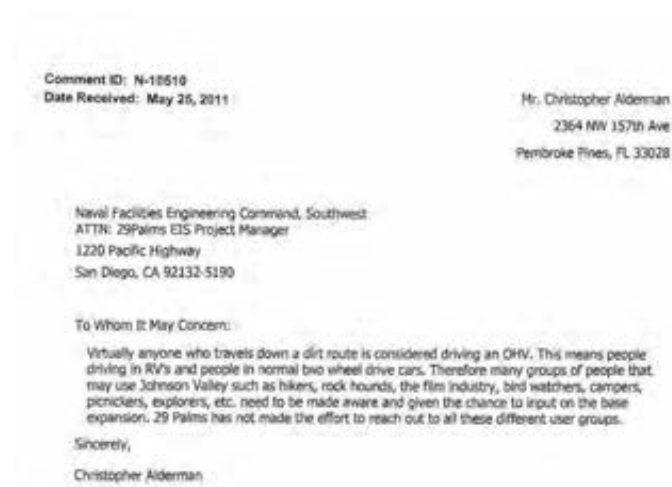 Comment ID: N-10510
Date Received: May 25, 2011
Mr. Christopher Alderman
2364 NW 157th Ave
Pembroke Pines, FL 33028
Naval Facilities Engineering Command, Southwest
ATTN: 29Palms EIS Project Manager
1220 Pacific Highway
San Diego, CA 92132-5190
To Whom It May Concern:
Virtually anyone who travels down a dirt route is considered driving an OHV. This means people
driving in RV's and people in normal two wheel drive cars. Therefore many groups of people that
may use Johnson Valley such as hikers, rock hounds, the film industry, bird watchers, campers,
picnickers, explorers, etc. need to be made aware and given the chance to input on the base
expansion. 29 Palms has not made the effort to reach out to all these different user groups.
Sincerely,
Christopher Alderman